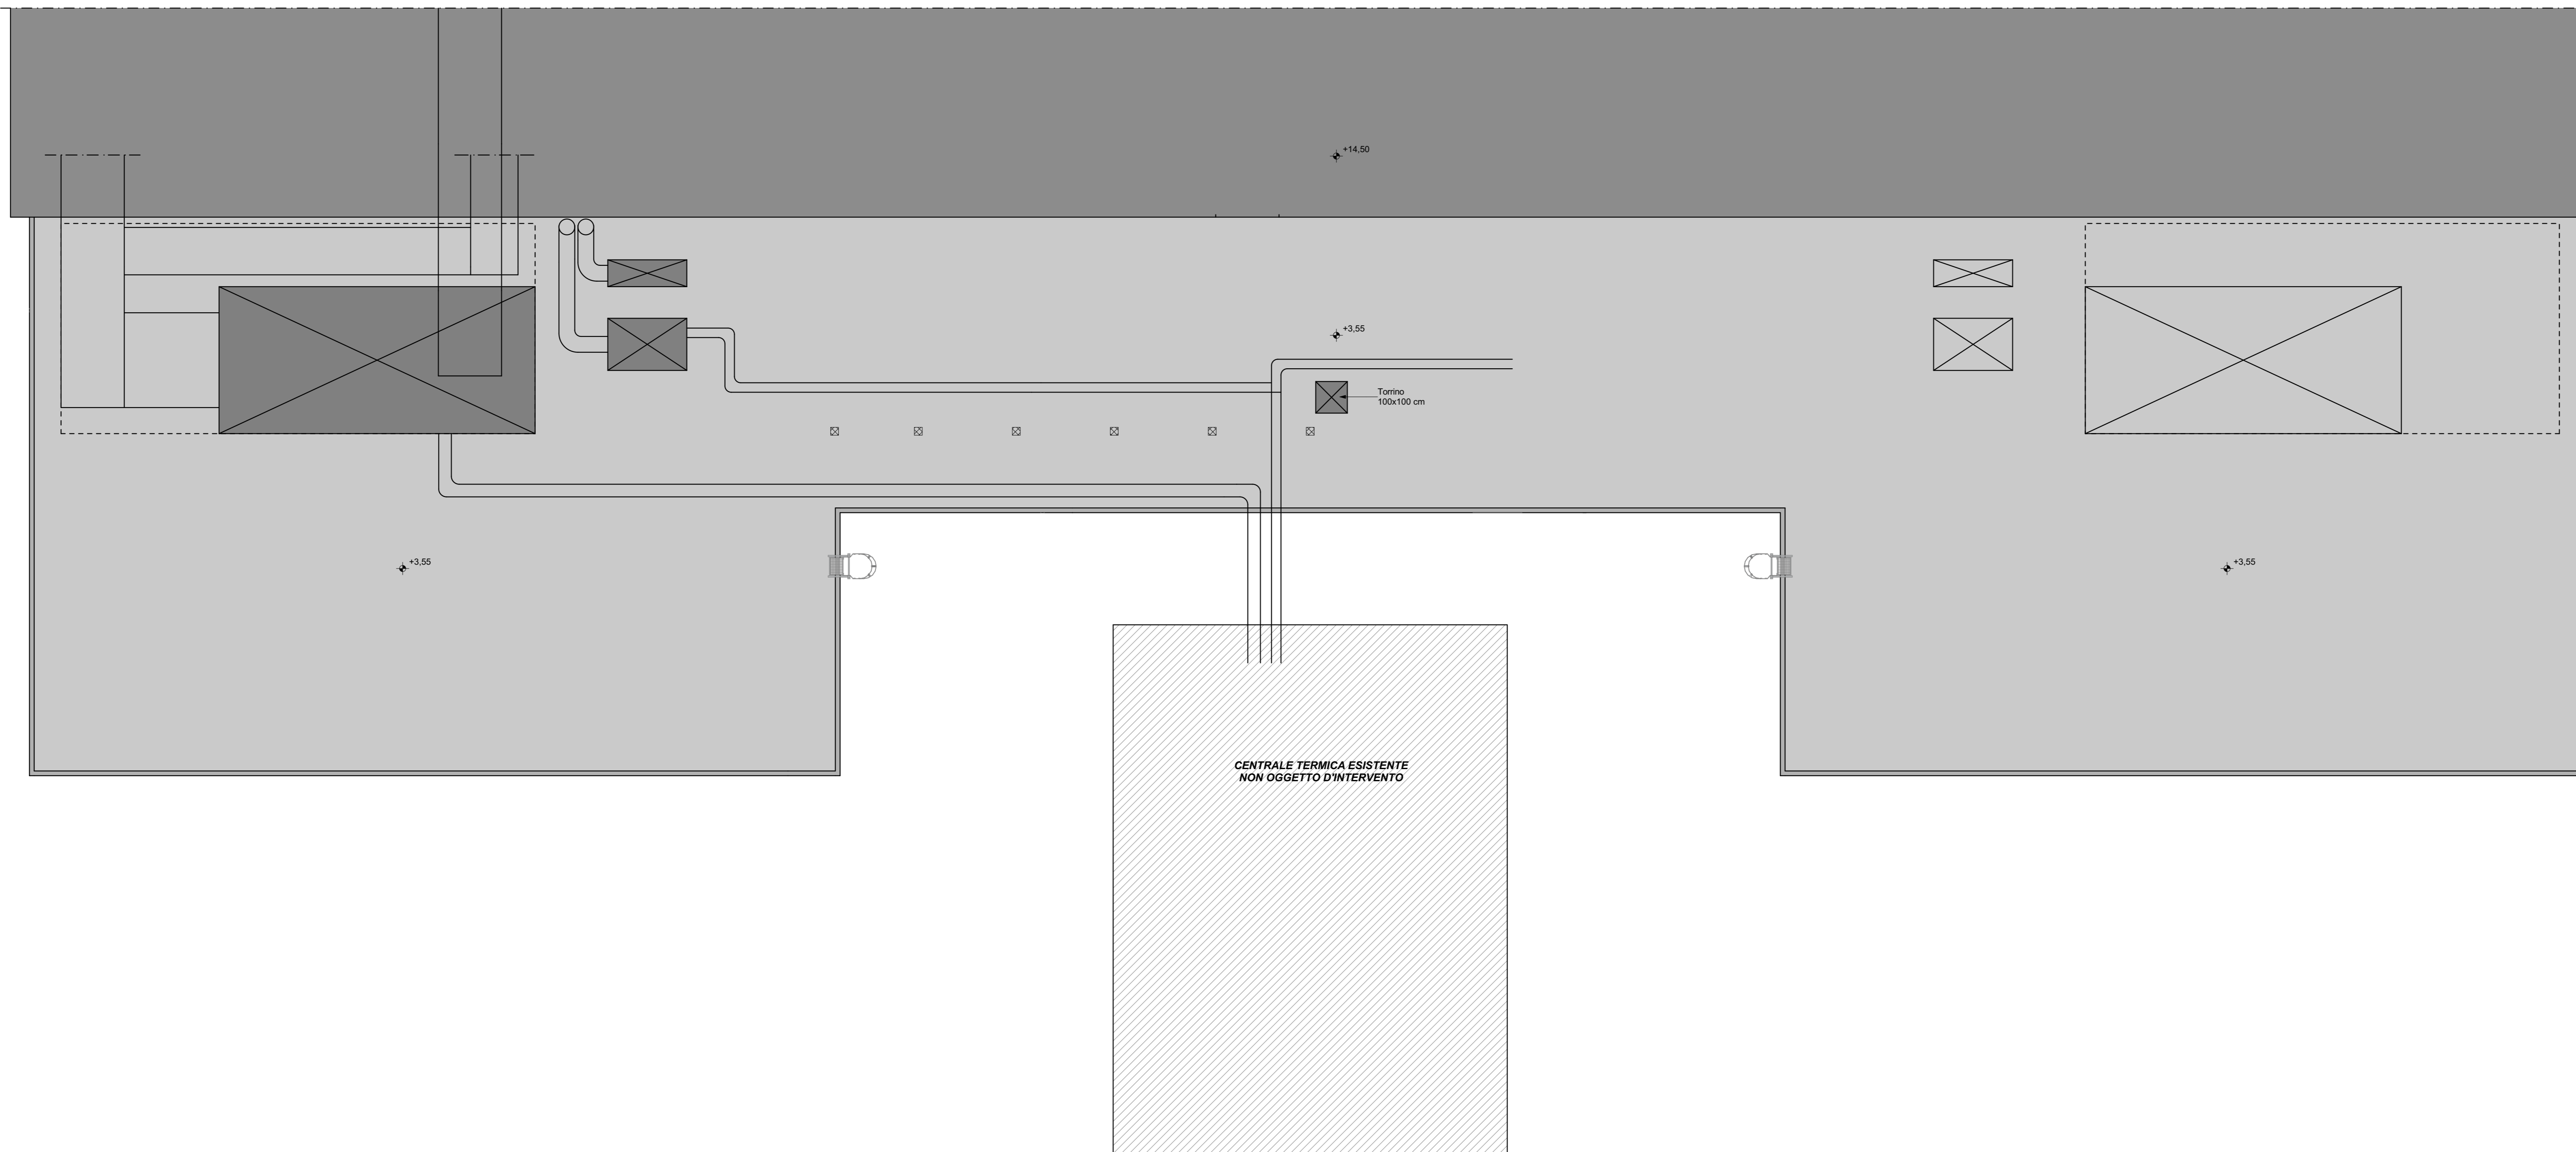 +14,50
+3,55
Torrino
100x100 cm
+3,55
+3,55
CENTRALE TERMICA ESISTENTE
NON OGGETTO D'INTERVENTO